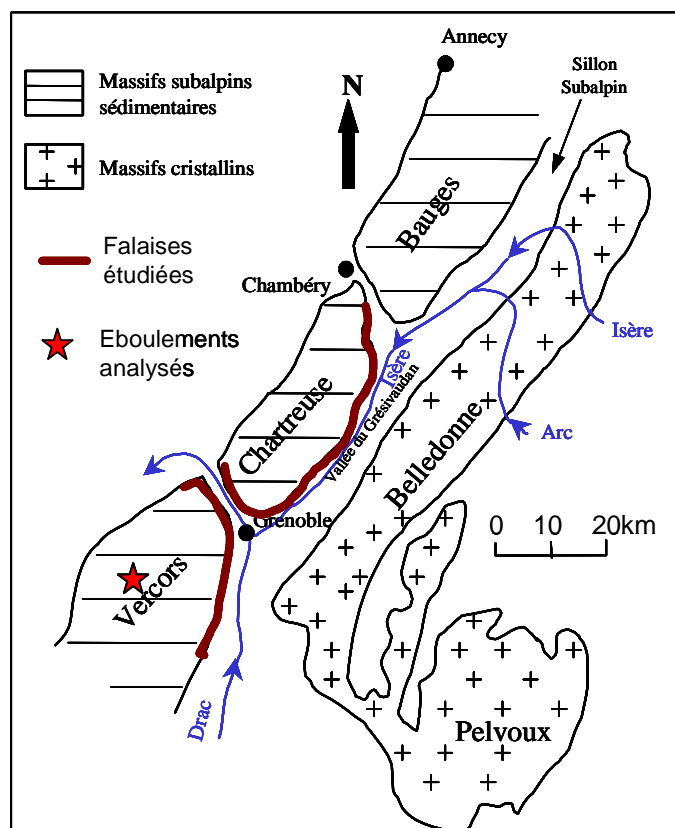 Annecy
Sillon
Subalpin
N
Massifs subalpins
sédimentaires
Massifs cristallins
Bauges
Falaises
étudiées
Chambéry
Isère
Isère
Eboulements
analysés
Chartreuse
Vallée du Grésivaudan
Arc
Belledonne
Grenoble
0 10 20km
Vercors
Drac
Pelvoux